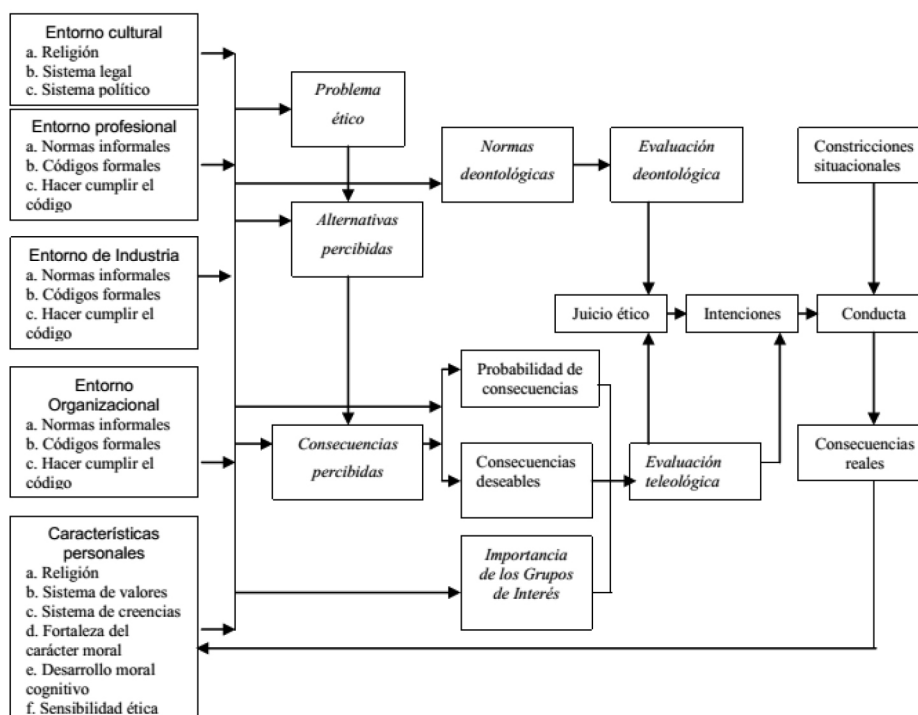 Entorno cultural
a. Religión
b. Sistema legal
c. Sistema político
Entorno profesional
a. Normas informales
b. Códigos formales
c. Hacer cumplir el
código
Entorno de Industria
a. Normas informales
b. Códigos formales
c. Hacer cumplir el
código
Entorno
Organizacional
a. Normas informales
b. Códigos formales
c. Hacer cumplir el
código
Características
personales
a. Religión
b. Sistema de valores
c. Sistema de creencias
d. Fortaleza del
carácter moral
e. Desarrollo moral
cognitivo
f. Sensibilidad ética
Problema
ético
Alternativas
percibidas
Consecuencias
percibidas
Normas
deontológicas
Evaluación
deontológica
Probabilidad de
consecuencias
Consecuencias
deseables
Importancia
de los Grupos
de Interés
Juicio ético
Evaluación
teleológica
Intenciones
Constricciones
situacionales
Conducta
Consecuencias
reales